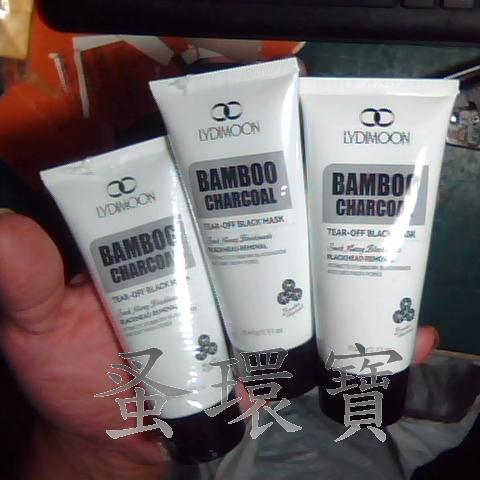 LYDIMOON
BAMBOO
CHARCOAL
TEAR-OFF BLACK MASK
BLACKHEAD REMOVAL
LYDIMOON
BAMBOO
CHARCOAL
TEAR-OFF BLACK MASK
BLACKHEAD REMOVAL
LYDIMOON
BAMBOO
CHARCOAL
TEAR-OFF BLACK MASK
BLACKHEAD REMOVAL
蚤環寶